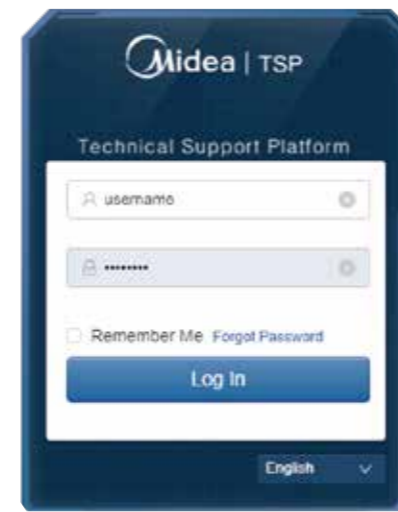 Midea | TSP
Technical Support Platform
username
••••••••
Remember Me Forgot Password
Log In
English